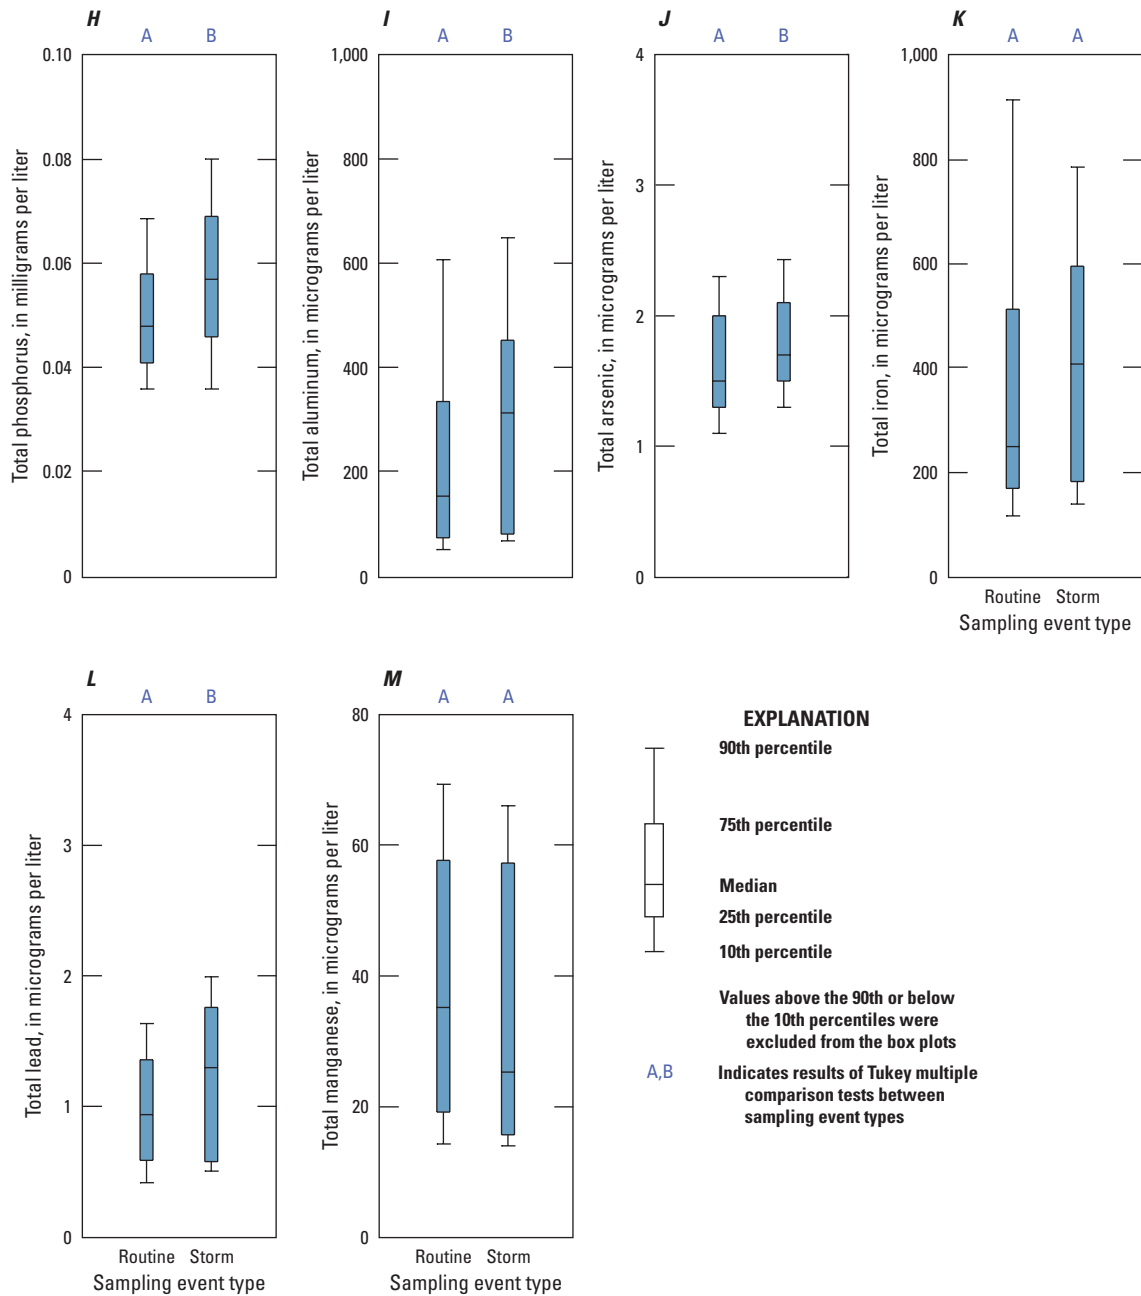 H
A B
Total phosphorus, in milligrams per liter
0.10
0.08
0.06
0.04
0.02
0
I
A B
Total aluminum, in micrograms per liter
1,000
800
600
400
200
0
J
A B
Total arsenic, in micrograms per liter
4
3
2
1
0
K
A A
Total iron, in micrograms per liter
1,000
800
600
400
200
0
Routine Storm
Sampling event type
L
A B
Total lead, in micrograms per liter
4
3
2
1
0
Routine Storm
Sampling event type
M
A A
Total manganese, in micrograms per liter
80
60
40
20
0
Routine Storm
Sampling event type
EXPLANATION
90th percentile
75th percentile
Median
25th percentile
10th percentile
Values above the 90th or below
the 10th percentiles were
excluded from the box plots
A,B Indicates results of Tukey multiple
comparison tests between
sampling event types